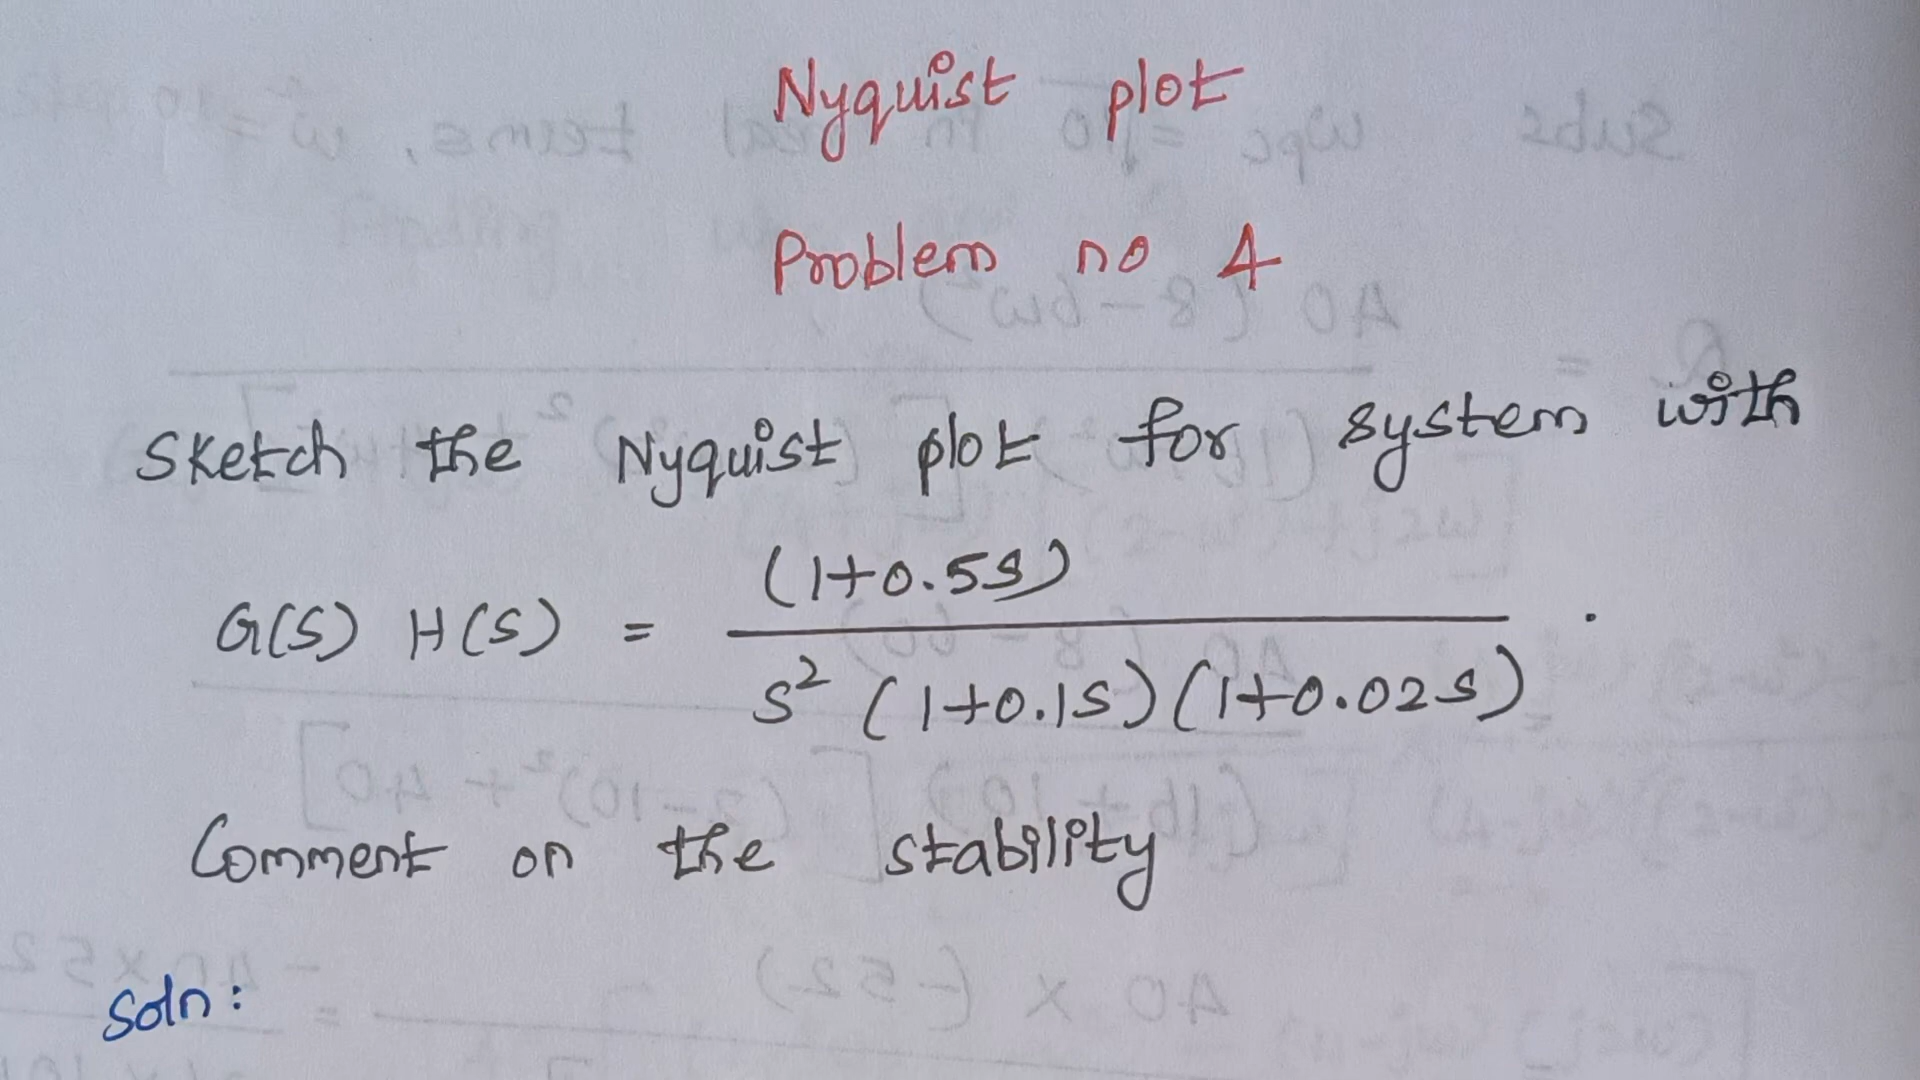 Nyquist plot
Problem no 4
Sketch the Nyquist plot for system with
G(S) H(S) = (1+0.5s) / s² (1+0.1s)(1+0.02s) .
Comment on the stability
Soln: